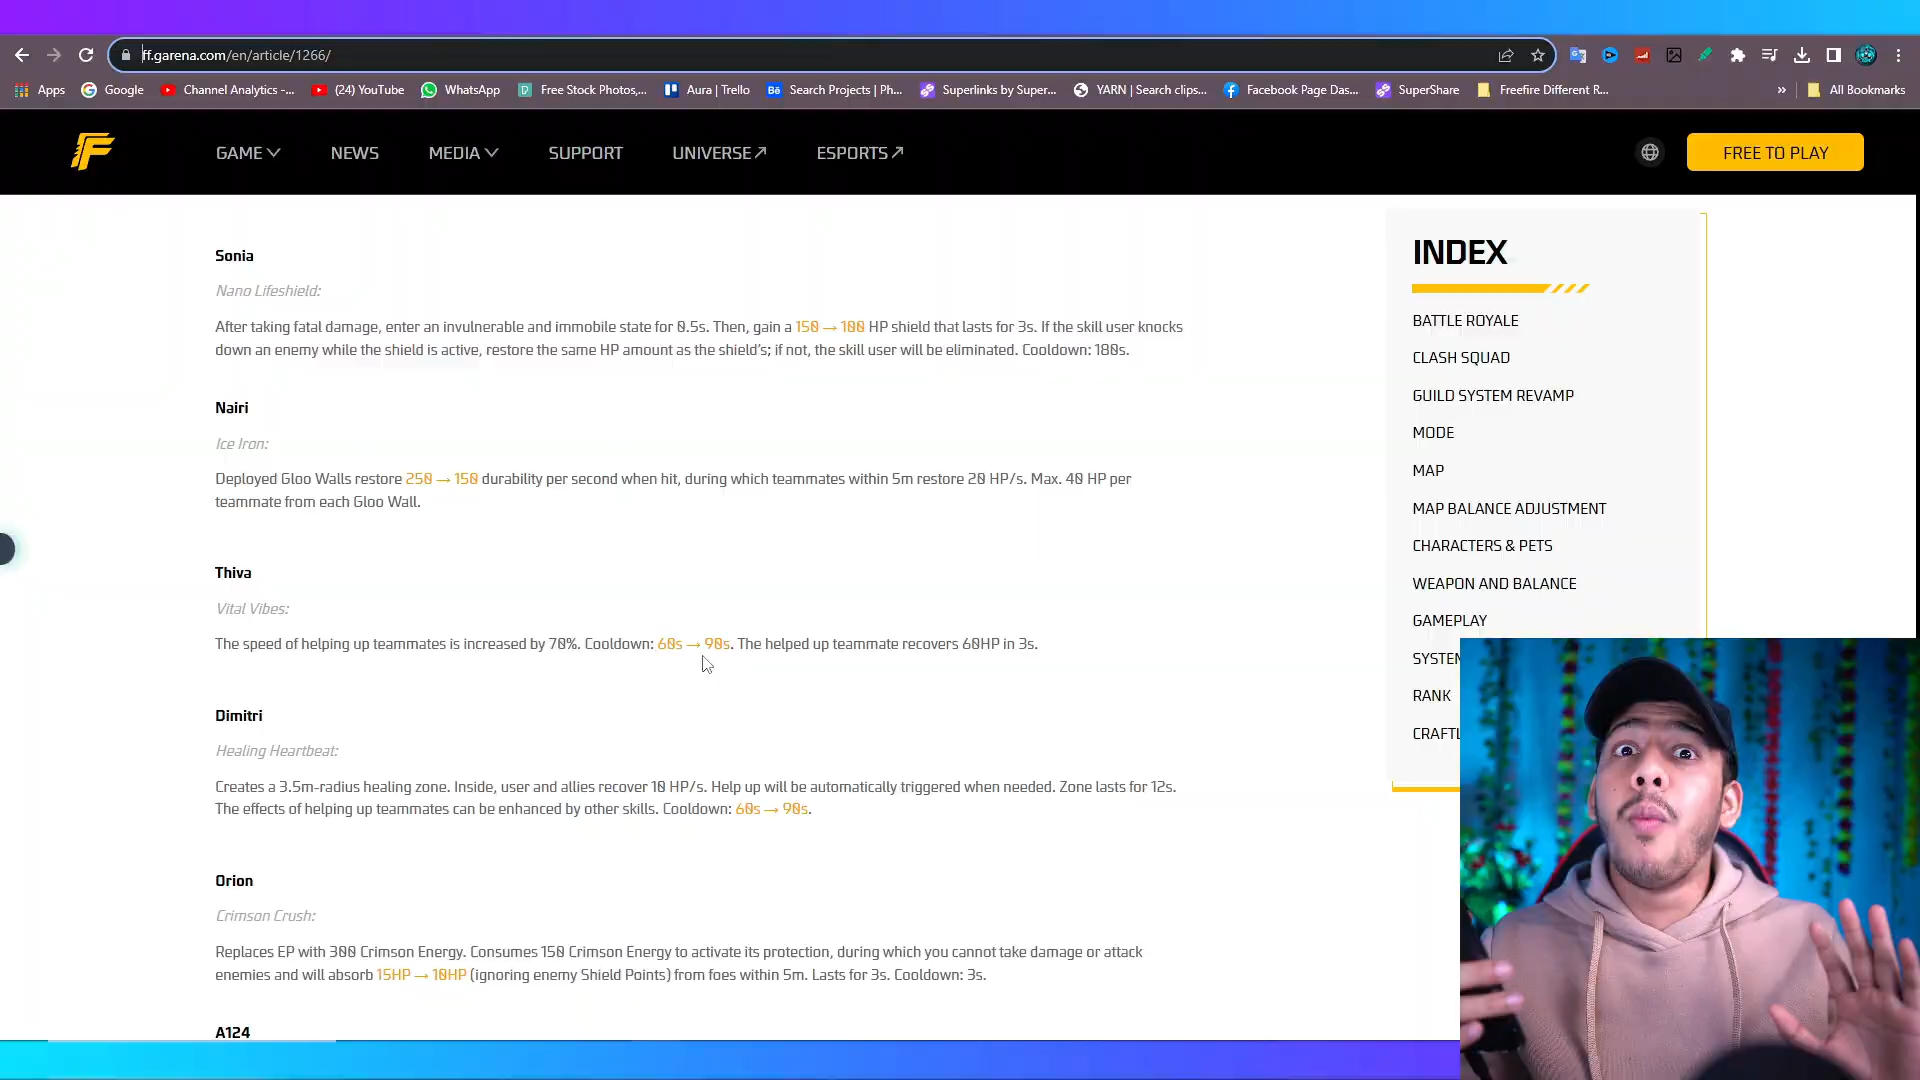 ff.garena.com/en/article/1266/
Apps Google Channel Analytics -... (24) YouTube WhatsApp Free Stock Photos,... Aura | Trello Search Projects | Ph... Superlinks by Super... YARN | Search clips... Facebook Page Das... SuperShare Freefire Different R... » All Bookmarks
GAME NEWS MEDIA SUPPORT UNIVERSE ESPORTS FREE TO PLAY
Sonia
Nano Lifeshield:
After taking fatal damage, enter an invulnerable and immobile state for 0.5s. Then, gain a 150 → 100 HP shield that lasts for 3s. If the skill user knocks
down an enemy while the shield is active, restore the same HP amount as the shield's; if not, the skill user will be eliminated. Cooldown: 180s.
Nairi
Ice Iron:
Deployed Gloo Walls restore 250 → 150 durability per second when hit, during which teammates within 5m restore 20 HP/s. Max. 40 HP per
teammate from each Gloo Wall.
Thiva
Vital Vibes:
The speed of helping up teammates is increased by 70%. Cooldown: 60s → 90s. The helped up teammate recovers 60HP in 3s.
Dimitri
Healing Heartbeat:
Creates a 3.5m-radius healing zone. Inside, user and allies recover 10 HP/s. Help up will be automatically triggered when needed. Zone lasts for 12s.
The effects of helping up teammates can be enhanced by other skills. Cooldown: 60s → 90s.
Orion
Crimson Crush:
Replaces EP with 300 Crimson Energy. Consumes 150 Crimson Energy to activate its protection, during which you cannot take damage or attack
enemies and will absorb 15HP → 10HP (ignoring enemy Shield Points) from foes within 5m. Lasts for 3s. Cooldown: 3s.
A124
INDEX
BATTLE ROYALE
CLASH SQUAD
GUILD SYSTEM REVAMP
MODE
MAP
MAP BALANCE ADJUSTMENT
CHARACTERS & PETS
WEAPON AND BALANCE
GAMEPLAY
SYSTEM
RANK
CRAFTL